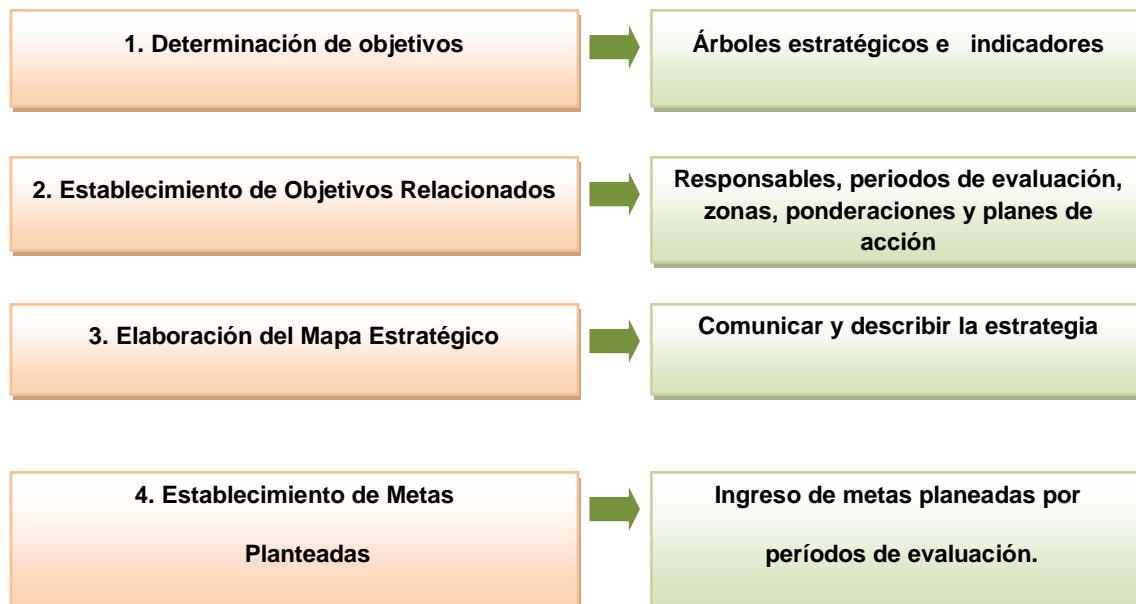 1. Determinación de objetivos
Árboles estratégicos e indicadores
2. Establecimiento de Objetivos Relacionados
Responsables, periodos de evaluación,
zonas, ponderaciones y planes de
acción
3. Elaboración del Mapa Estratégico
Comunicar y describir la estrategia
4. Establecimiento de Metas
Planteadas
Ingreso de metas planeadas por
períodos de evaluación.